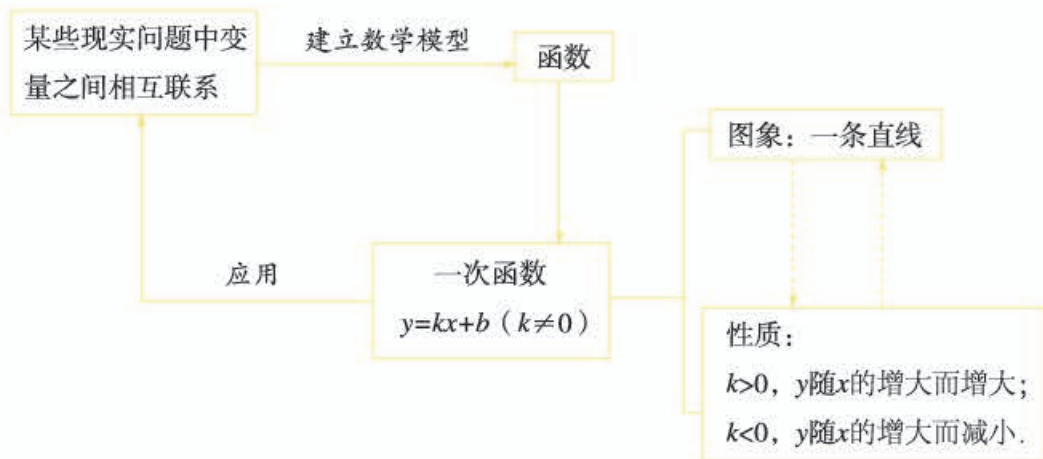 某些现实问题中变
量之间相互联系
建立数学模型
函数
图象：一条直线
应用
一次函数
y=kx+b（k≠0）
性质：
k>0，y随x的增大而增大；
k<0，y随x的增大而减小.